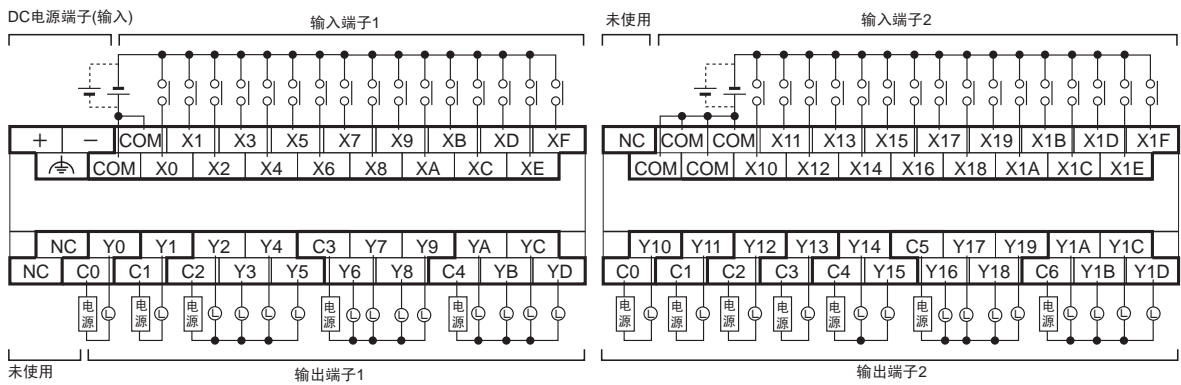 DC电源端子(输入)
输入端子1
未使用
输入端子2
+ − COM X1 X3 X5 X7 X9 XB XD XF
COM X0 X2 X4 X6 X8 XA XC XE
NC COM COM X11 X13 X15 X17 X19 X1B X1D X1F
COM COM X10 X12 X14 X16 X18 X1A X1C X1E
NC Y0 Y1 Y2 Y4 C3 Y7 Y9 YA YC
NC C0 C1 C2 Y3 Y5 Y6 Y8 C4 YB YD
Y10 Y11 Y12 Y13 Y14 C5 Y17 Y19 Y1A Y1C
C0 C1 C2 C3 C4 Y15 Y16 Y18 C6 Y1B Y1D
电源 L 电源 L 电源 L L L L 电源 L L L L 电源 L L L L
电源 L 电源 L 电源 L 电源 L 电源 L L 电源 L L L L 电源 L L L L
未使用
输出端子1
输出端子2